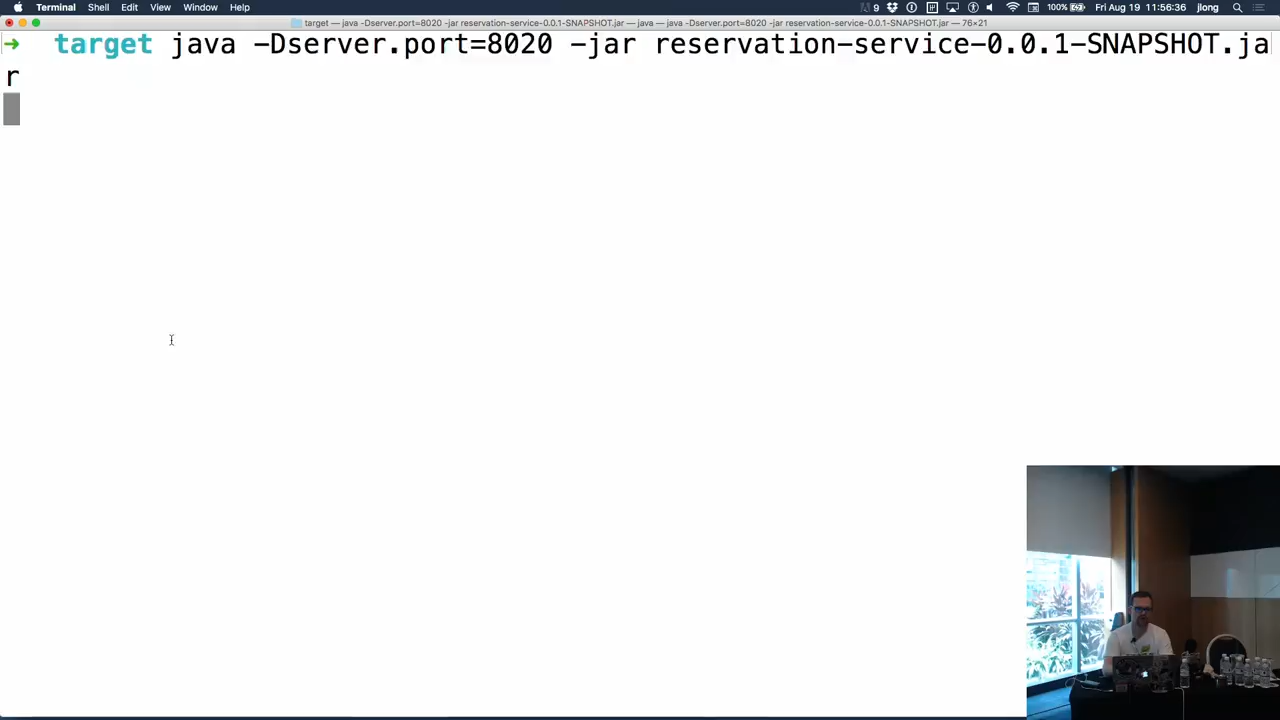 Terminal Shell Edit View Window Help 9 100% Fri Aug 19 11:56:36 jlong
target — java -Dserver.port=8020 -jar reservation-service-0.0.1-SNAPSHOT.jar — java — java -Dserver.port=8020 -jar reservation-service-0.0.1-SNAPSHOT.jar — 76×21
➜ target java -Dserver.port=8020 -jar reservation-service-0.0.1-SNAPSHOT.ja
r